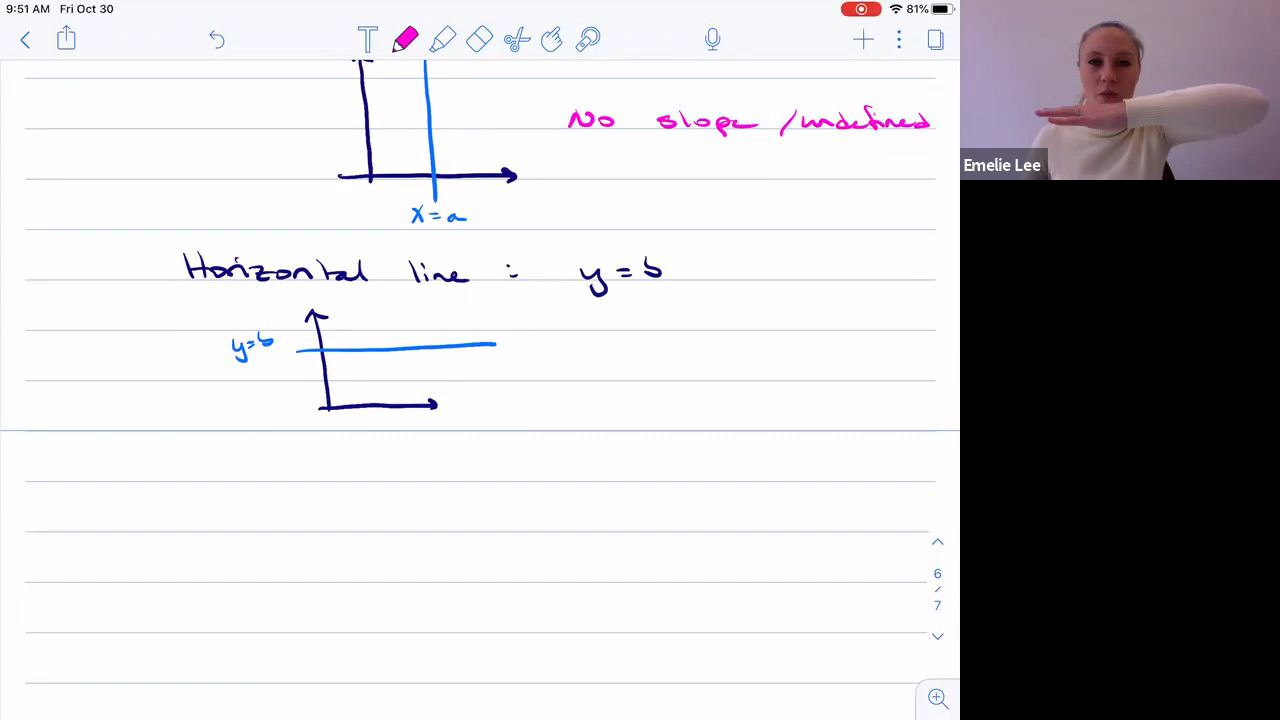 9:51 AM Fri Oct 30
81%
T
No slope /undefined
Emelie Lee
x = a
Horizontal line : y = b
y=b
6
/
7